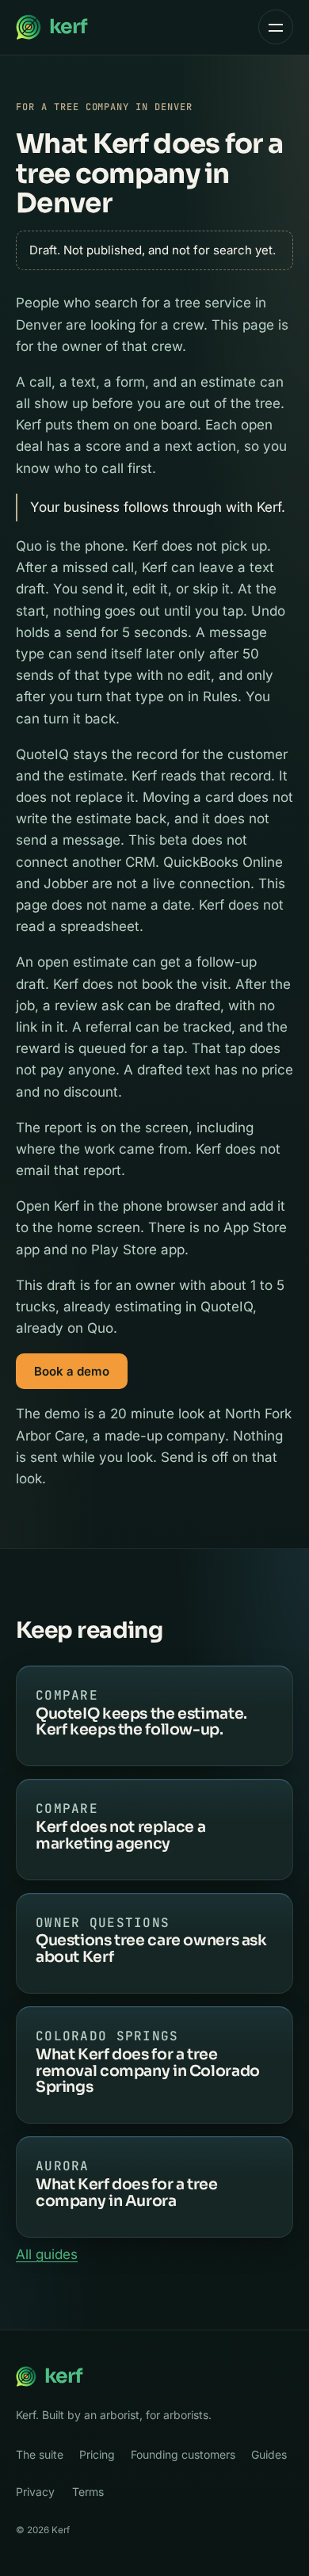 kerf
FOR A TREE COMPANY IN DENVER
What Kerf does for a
tree company in
Denver
Draft. Not published, and not for search yet.
People who search for a tree service in
Denver are looking for a crew. This page is
for the owner of that crew.
A call, a text, a form, and an estimate can
all show up before you are out of the tree.
Kerf puts them on one board. Each open
deal has a score and a next action, so you
know who to call first.
Your business follows through with Kerf.
Quo is the phone. Kerf does not pick up.
After a missed call, Kerf can leave a text
draft. You send it, edit it, or skip it. At the
start, nothing goes out until you tap. Undo
holds a send for 5 seconds. A message
type can send itself later only after 50
sends of that type with no edit, and only
after you turn that type on in Rules. You
can turn it back.
QuoteIQ stays the record for the customer
and the estimate. Kerf reads that record. It
does not replace it. Moving a card does not
write the estimate back, and it does not
send a message. This beta does not
connect another CRM. QuickBooks Online
and Jobber are not a live connection. This
page does not name a date. Kerf does not
read a spreadsheet.
An open estimate can get a follow-up
draft. Kerf does not book the visit. After the
job, a review ask can be drafted, with no
link in it. A referral can be tracked, and the
reward is queued for a tap. That tap does
not pay anyone. A drafted text has no price
and no discount.
The report is on the screen, including
where the work came from. Kerf does not
email that report.
Open Kerf in the phone browser and add it
to the home screen. There is no App Store
app and no Play Store app.
This draft is for an owner with about 1 to 5
trucks, already estimating in QuoteIQ,
already on Quo.
Book a demo
The demo is a 20 minute look at North Fork
Arbor Care, a made-up company. Nothing
is sent while you look. Send is off on that
look.
Keep reading
COMPARE
QuoteIQ keeps the estimate.
Kerf keeps the follow-up.
COMPARE
Kerf does not replace a
marketing agency
OWNER QUESTIONS
Questions tree care owners ask
about Kerf
COLORADO SPRINGS
What Kerf does for a tree
removal company in Colorado
Springs
AURORA
What Kerf does for a tree
company in Aurora
All guides
kerf
Kerf. Built by an arborist, for arborists.
The suite Pricing Founding customers Guides
Privacy Terms
© 2026 Kerf